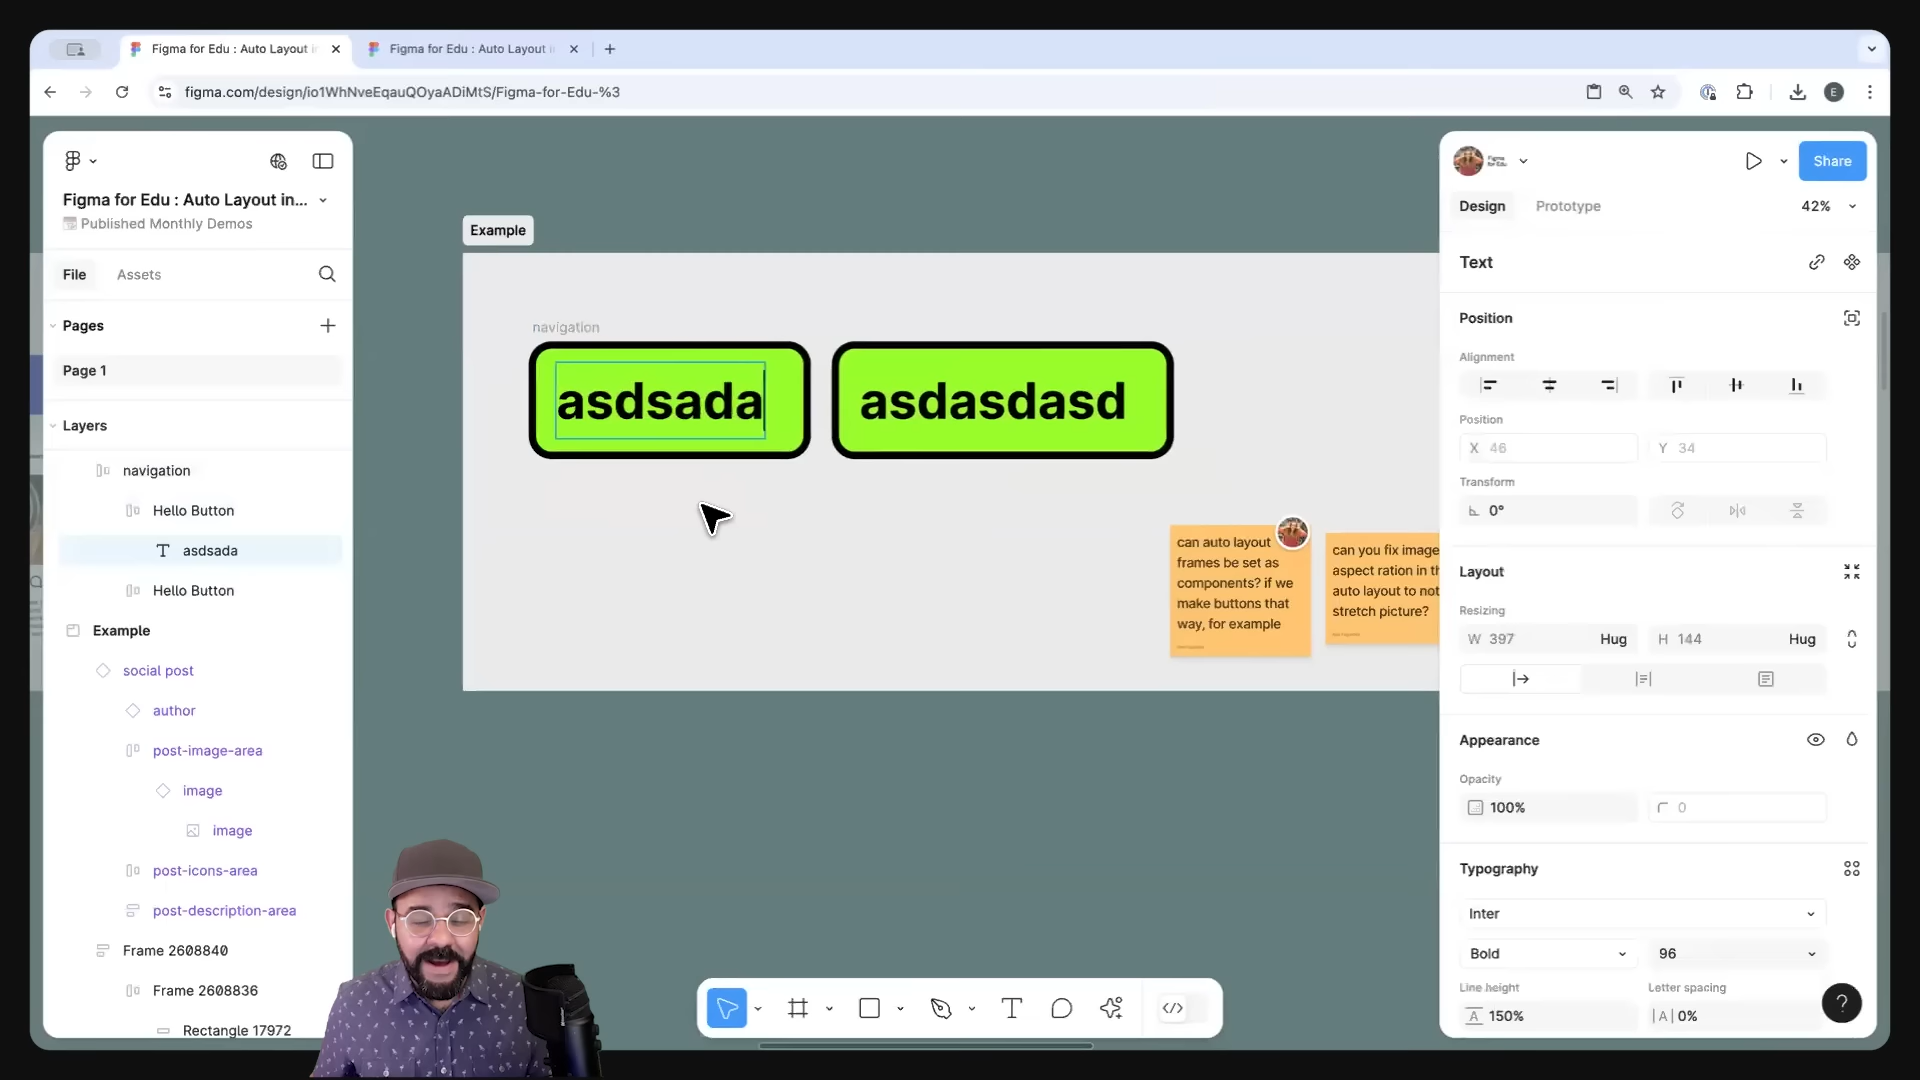 Figma for Edu : Auto Layout i
Figma for Edu : Auto Layout i
figma.com/design/io1WhNveEqauQOyaADiMtS/Figma-for-Edu-%3
E
Figma for Edu : Auto Layout in...
Published Monthly Demos
File
Assets
Pages
Page 1
Layers
navigation
Hello Button
asdsada
Hello Button
Example
social post
author
post-image-area
image
image
post-icons-area
post-description-area
Frame 2608840
Frame 2608836
Rectangle 17972
Example
navigation
asdsada
asdasdasd
can auto layout
frames be set as
components? if we
make buttons that
way, for example
can you fix image
aspect ration in th
auto layout to not
stretch picture?
Figma
for Edu
Share
Design
Prototype
42%
Text
Position
Alignment
Position
X 46
Y 34
Transform
0°
Layout
Resizing
W 397 Hug
H 144 Hug
Appearance
Opacity
100%
0
Typography
Inter
Bold
96
Line height
Letter spacing
A 150%
|A| 0%
?